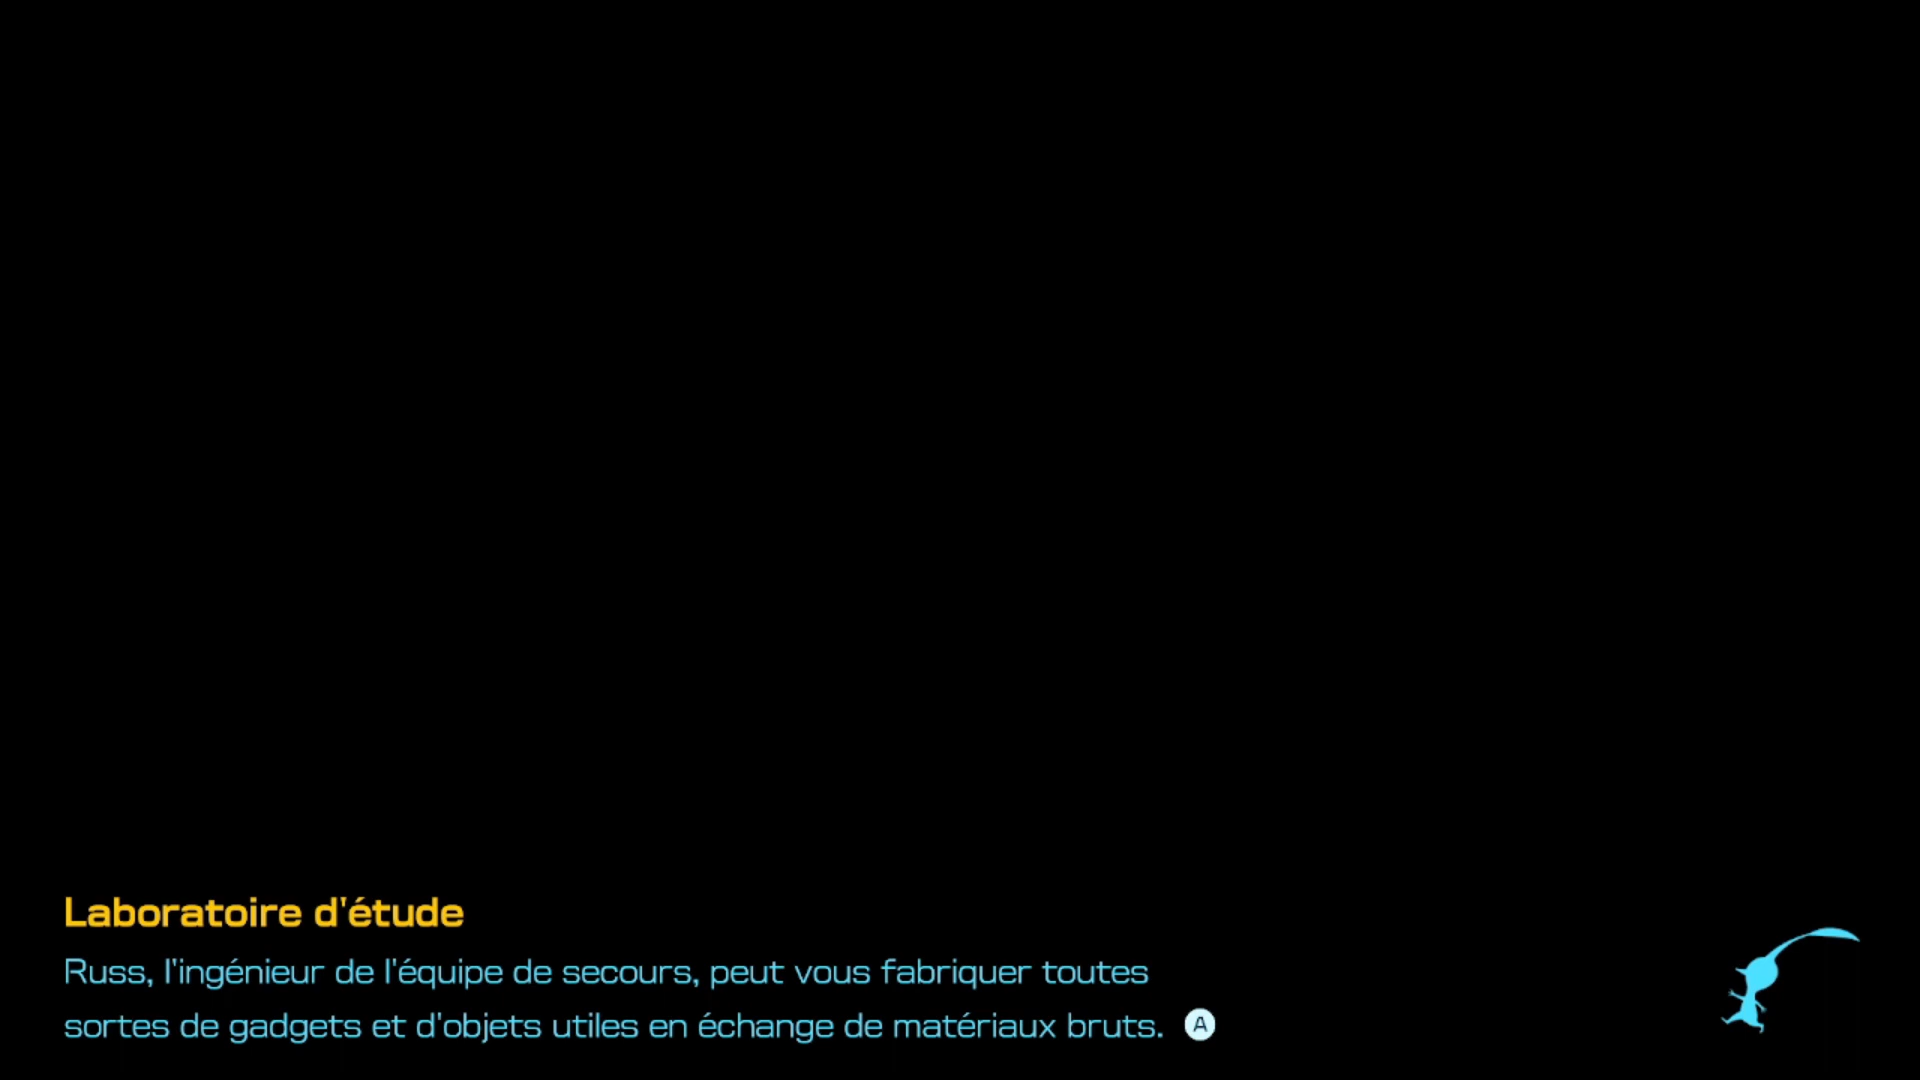 Laboratoire d'étude
Russ, l'ingénieur de l'équipe de secours, peut vous fabriquer toutes
sortes de gadgets et d'objets utiles en échange de matériaux bruts. A